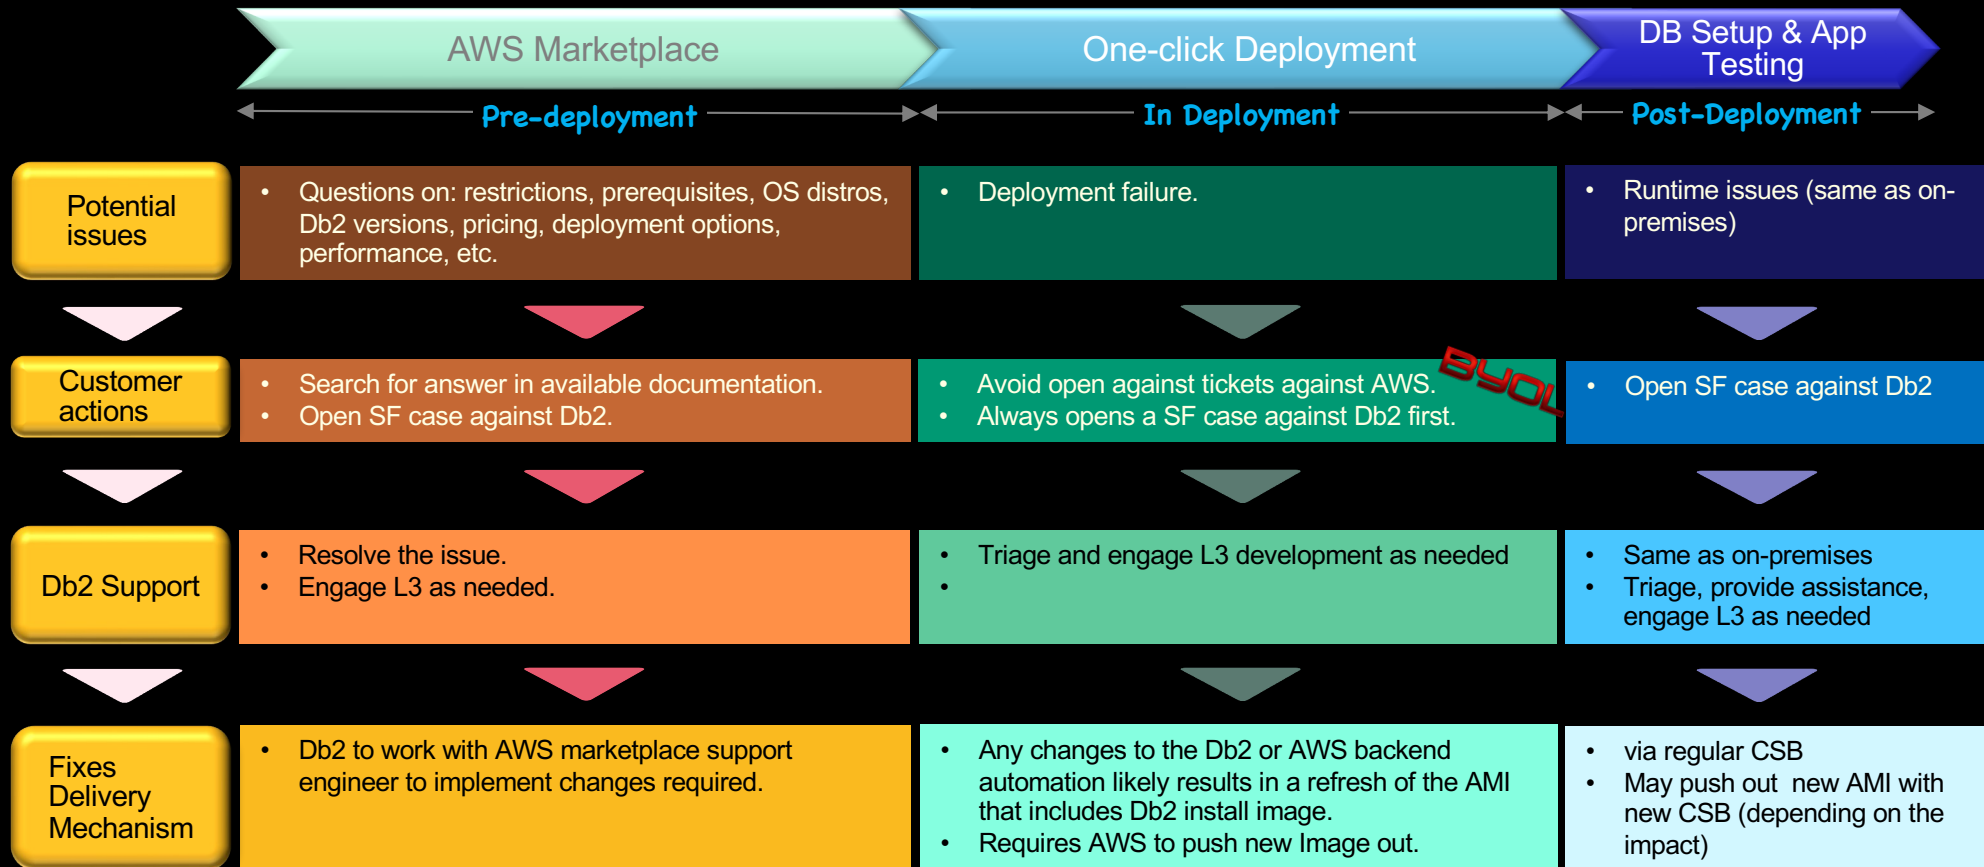 AWS Marketplace
One-click Deployment
DB Setup & App
Testing
Pre-deployment
In Deployment
Post-Deployment
Potential
issues
• Questions on: restrictions, prerequisites, OS distros,
Db2 versions, pricing, deployment options,
performance, etc.
• Deployment failure.
• Runtime issues (same as on-
premises)
Customer
actions
• Search for answer in available documentation.
• Open SF case against Db2.
• Avoid open against tickets against AWS.
• Always opens a SF case against Db2 first.
BYOL
• Open SF case against Db2
Db2 Support
• Resolve the issue.
• Engage L3 as needed.
• Triage and engage L3 development as needed
•
• Same as on-premises
• Triage, provide assistance,
engage L3 as needed
Fixes
Delivery
Mechanism
• Db2 to work with AWS marketplace support
engineer to implement changes required.
• Any changes to the Db2 or AWS backend
automation likely results in a refresh of the AMI
that includes Db2 install image.
• Requires AWS to push new Image out.
• via regular CSB
• May push out  new AMI with
new CSB (depending on the
impact)